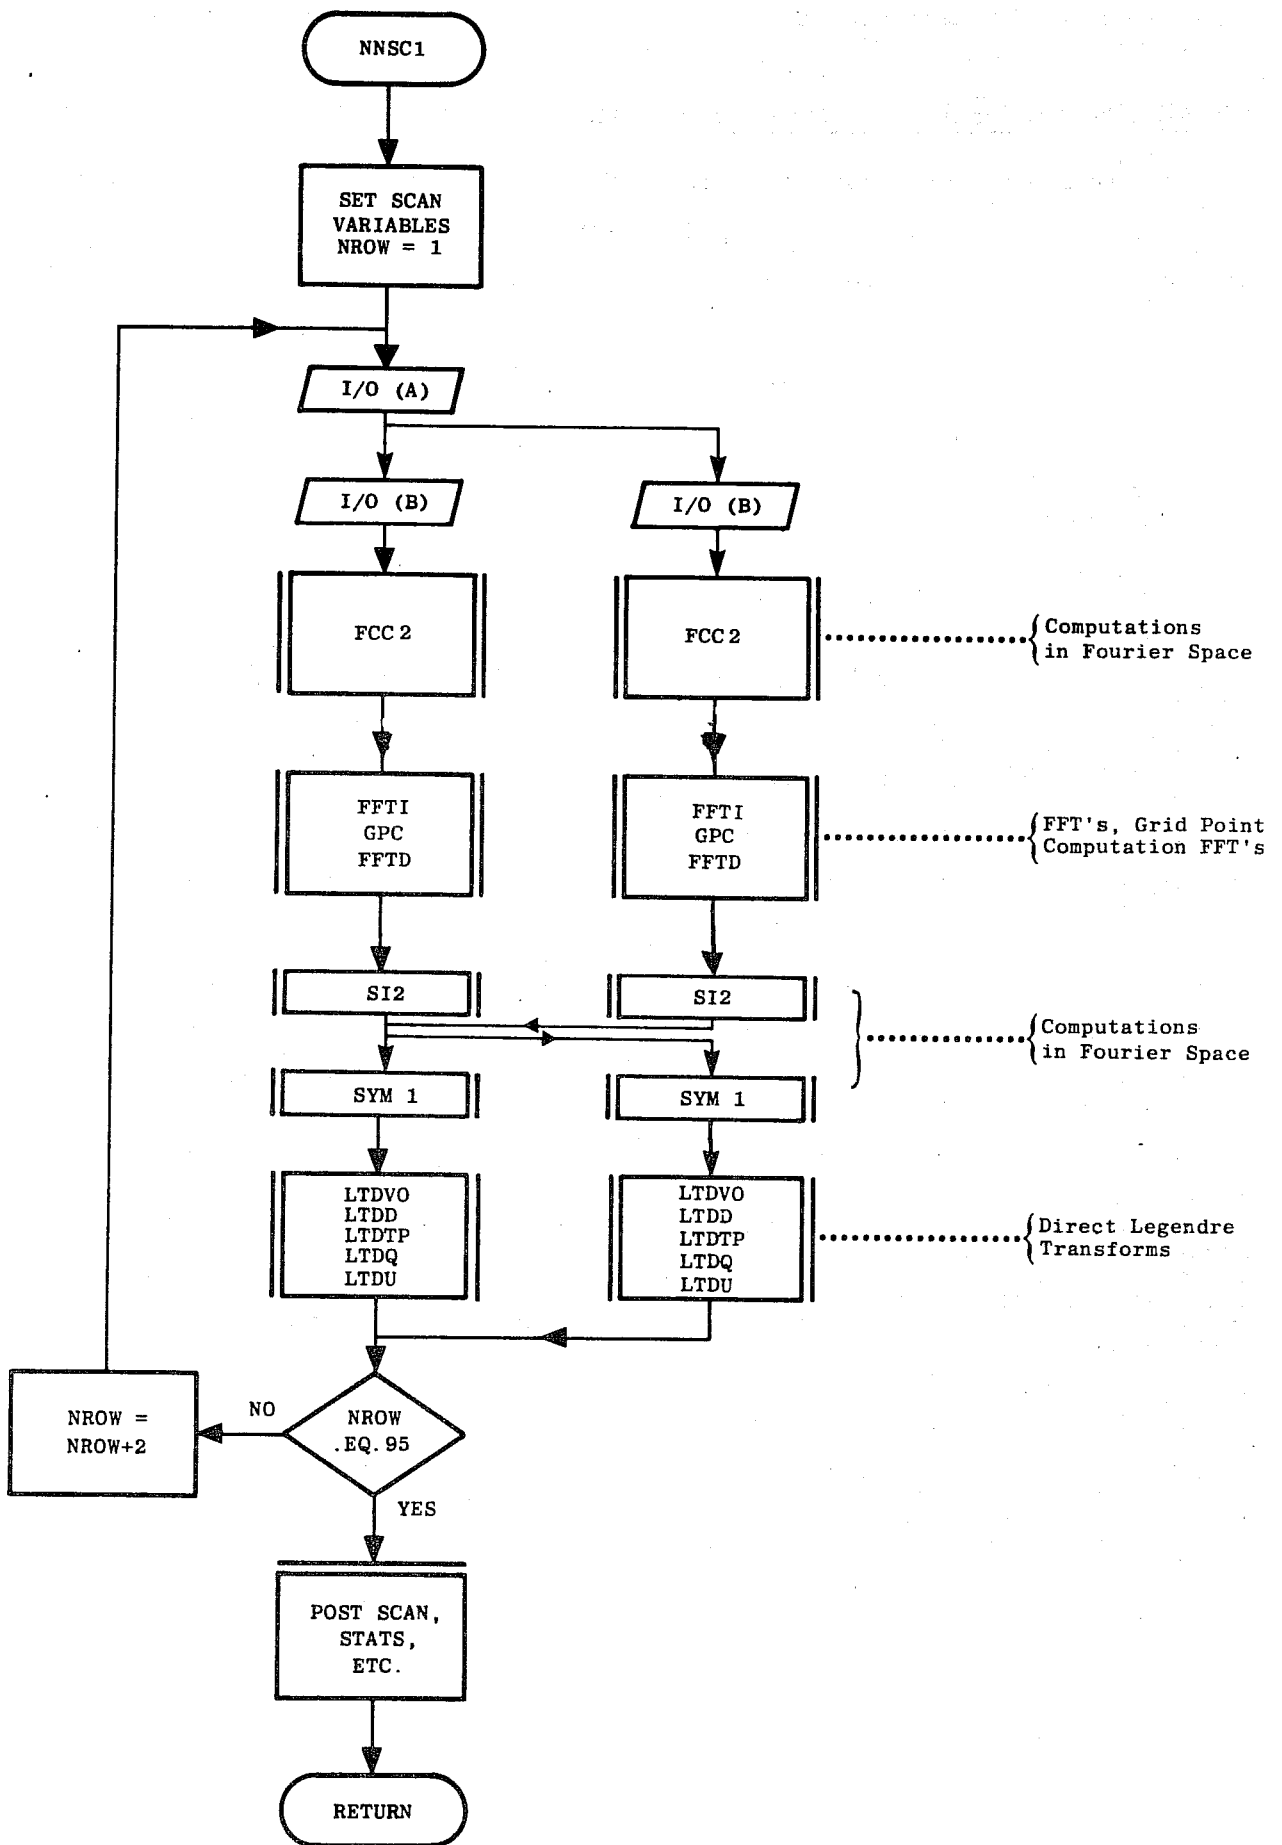 NNSC1
SET SCAN
VARIABLES
NROW = 1
I/O (A)
I/O (B)
I/O (B)
FCC 2
FCC 2
Computations
in Fourier Space
FFTI
GPC
FFTD
FFTI
GPC
FFTD
FFT's, Grid Point
Computation FFT's
SI2
SI2
Computations
in Fourier Space
SYM 1
SYM 1
LTDVO
LTDD
LTDTP
LTDQ
LTDU
LTDVO
LTDD
LTDTP
LTDQ
LTDU
Direct Legendre
Transforms
NROW =
NROW+2
NO
NROW
.EQ.95
YES
POST SCAN,
STATS,
ETC.
RETURN